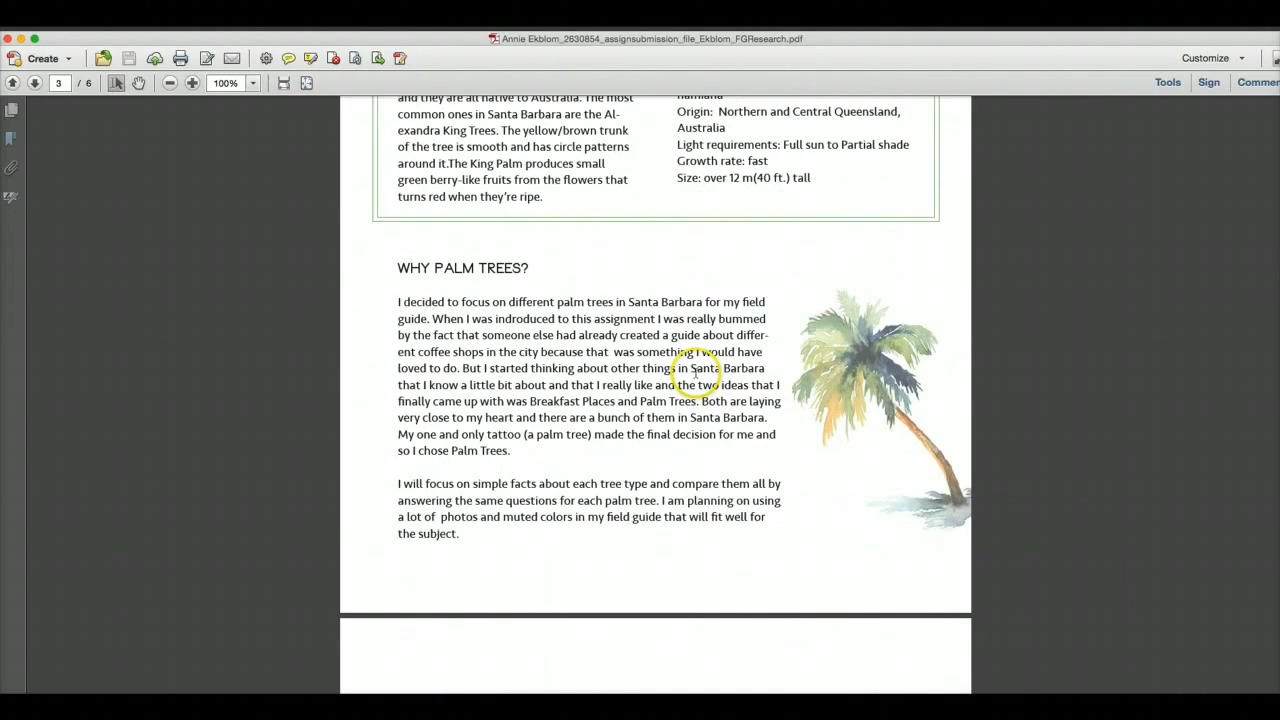 Annie Ekblom_2630854_assignsubmission_file_Ekblom_FGResearch.pdf
Create
Customize
3 / 6
100%
Tools
Sign
Comme
and they are all native to Australia. The most
common ones in Santa Barbara are the Al-
exandra King Trees. The yellow/brown trunk
of the tree is smooth and has circle patterns
around it.The King Palm produces small
green berry-like fruits from the flowers that
turns red when they're ripe.
Origin: Northern and Central Queensland,
Australia
Light requirements: Full sun to Partial shade
Growth rate: fast
Size: over 12 m(40 ft.) tall
WHY PALM TREES?
I decided to focus on different palm trees in Santa Barbara for my field
guide. When I was indroduced to this assignment I was really bummed
by the fact that someone else had already created a guide about differ-
ent coffee shops in the city because that was something I would have
loved to do. But I started thinking about other things in Santa Barbara
that I know a little bit about and that I really like and the two ideas that I
finally came up with was Breakfast Places and Palm Trees. Both are laying
very close to my heart and there are a bunch of them in Santa Barbara.
My one and only tattoo (a palm tree) made the final decision for me and
so I chose Palm Trees.
I will focus on simple facts about each tree type and compare them all by
answering the same questions for each palm tree. I am planning on using
a lot of photos and muted colors in my field guide that will fit well for
the subject.